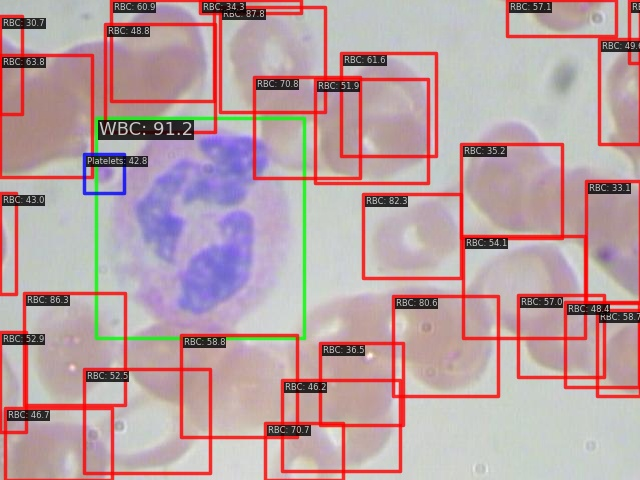 RBC: 60.9
RBC: 34.3
RBC: 87.8
RBC: 57.1
RBC: 30.7
RBC: 48.8
RBC: 63.8
RBC: 61.6
RBC: 70.8
RBC: 51.9
WBC: 91.2
RBC: 35.2
Platelets: 42.8
RBC: 33.1
RBC: 43.0
RBC: 82.3
RBC: 54.1
RBC: 86.3
RBC: 80.6
RBC: 57.0
RBC: 48.4
RBC: 58.7
RBC: 52.9
RBC: 58.8
RBC: 36.5
RBC: 52.5
RBC: 46.2
RBC: 46.7
RBC: 70.7